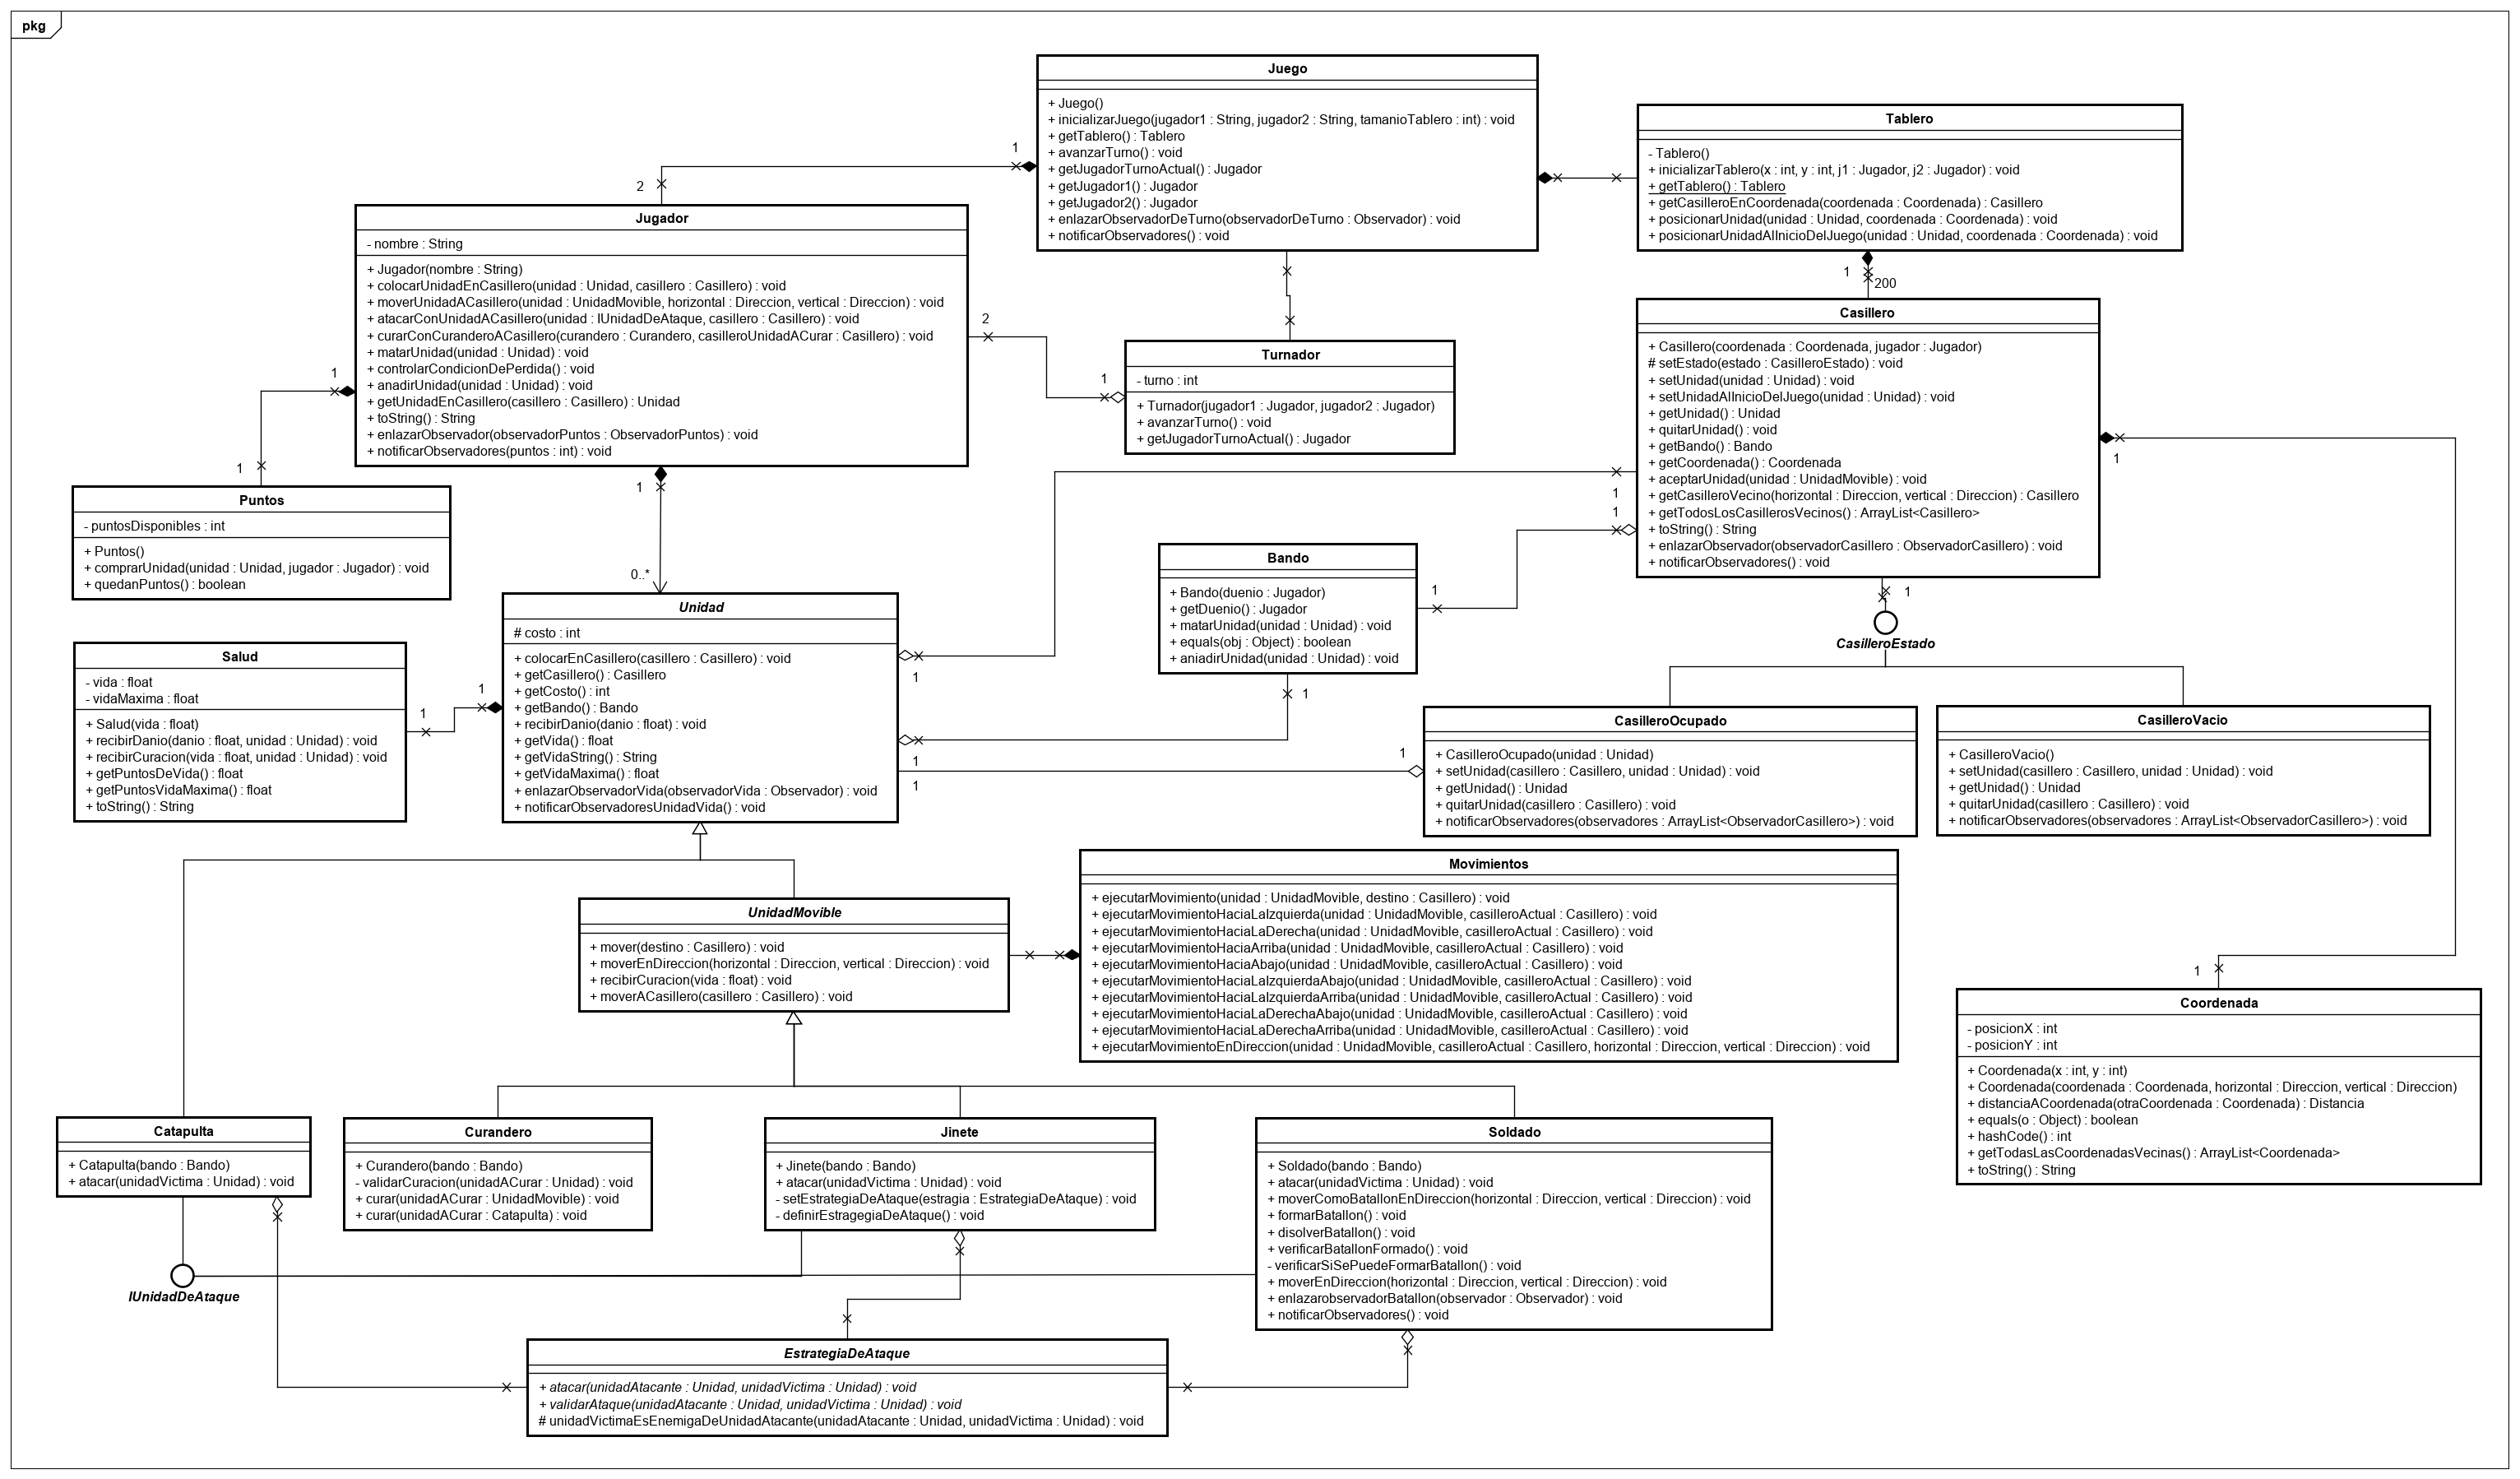 pkg
Juego
+ Juego()
+ inicializarJuego(jugador1 : String, jugador2 : String, tamanioTablero : int) : void
+ getTablero() : Tablero
+ avanzarTurno() : void
+ getJugadorTurnoActual() : Jugador
+ getJugador1() : Jugador
+ getJugador2() : Jugador
+ enlazarObservadorDeTurno(observadorDeTurno : Observador) : void
+ notificarObservadores() : void
Tablero
- Tablero()
+ inicializarTablero(x : int, y : int, j1 : Jugador, j2 : Jugador) : void
+ getTablero() : Tablero
+ getCasilleroEnCoordenada(coordenada : Coordenada) : Casillero
+ posicionarUnidad(unidad : Unidad, coordenada : Coordenada) : void
+ posicionarUnidadAlInicioDelJuego(unidad : Unidad, coordenada : Coordenada) : void
1
2
1
200
Jugador
- nombre : String
+ Jugador(nombre : String)
+ colocarUnidadEnCasillero(unidad : Unidad, casillero : Casillero) : void
+ moverUnidadACasillero(unidad : UnidadMovible, horizontal : Direccion, vertical : Direccion) : void
+ atacarConUnidadACasillero(unidad : IUnidadDeAtaque, casillero : Casillero) : void
+ curarConCuranderoACasillero(curandero : Curandero, casilleroUnidadACurar : Casillero) : void
+ matarUnidad(unidad : Unidad) : void
+ controlarCondicionDePerdida() : void
+ anadirUnidad(unidad : Unidad) : void
+ getUnidadEnCasillero(casillero : Casillero) : Unidad
+ toString() : String
+ enlazarObservador(observadorPuntos : ObservadorPuntos) : void
+ notificarObservadores(puntos : int) : void
2
1
Turnador
- turno : int
+ Turnador(jugador1 : Jugador, jugador2 : Jugador)
+ avanzarTurno() : void
+ getJugadorTurnoActual() : Jugador
Casillero
+ Casillero(coordenada : Coordenada, jugador : Jugador)
# setEstado(estado : CasilleroEstado) : void
+ setUnidad(unidad : Unidad) : void
+ setUnidadAlInicioDelJuego(unidad : Unidad) : void
+ getUnidad() : Unidad
+ quitarUnidad() : void
+ getBando() : Bando
+ getCoordenada() : Coordenada
+ aceptarUnidad(unidad : UnidadMovible) : void
+ getCasilleroVecino(horizontal : Direccion, vertical : Direccion) : Casillero
+ getTodosLosCasillerosVecinos() : ArrayList<Casillero>
+ toString() : String
+ enlazarObservador(observadorCasillero : ObservadorCasillero) : void
+ notificarObservadores() : void
1
1
1
1
1
1
1
0..*
Puntos
- puntosDisponibles : int
+ Puntos()
+ comprarUnidad(unidad : Unidad, jugador : Jugador) : void
+ quedanPuntos() : boolean
Bando
+ Bando(duenio : Jugador)
+ getDuenio() : Jugador
+ matarUnidad(unidad : Unidad) : void
+ equals(obj : Object) : boolean
+ aniadirUnidad(unidad : Unidad) : void
1
1
CasilleroEstado
Unidad
# costo : int
+ colocarEnCasillero(casillero : Casillero) : void
+ getCasillero() : Casillero
+ getCosto() : int
+ getBando() : Bando
+ recibirDanio(danio : float) : void
+ getVida() : float
+ getVidaString() : String
+ getVidaMaxima() : float
+ enlazarObservadorVida(observadorVida : Observador) : void
+ notificarObservadoresUnidadVida() : void
Salud
- vida : float
- vidaMaxima : float
+ Salud(vida : float)
+ recibirDanio(danio : float, unidad : Unidad) : void
+ recibirCuracion(vida : float, unidad : Unidad) : void
+ getPuntosDeVida() : float
+ getPuntosVidaMaxima() : float
+ toString() : String
1
1
1
1
1
1
CasilleroOcupado
+ CasilleroOcupado(unidad : Unidad)
+ setUnidad(casillero : Casillero, unidad : Unidad) : void
+ getUnidad() : Unidad
+ quitarUnidad(casillero : Casillero) : void
+ notificarObservadores(observadores : ArrayList<ObservadorCasillero>) : void
CasilleroVacio
+ CasilleroVacio()
+ setUnidad(casillero : Casillero, unidad : Unidad) : void
+ getUnidad() : Unidad
+ quitarUnidad(casillero : Casillero) : void
+ notificarObservadores(observadores : ArrayList<ObservadorCasillero>) : void
UnidadMovible
+ mover(destino : Casillero) : void
+ moverEnDireccion(horizontal : Direccion, vertical : Direccion) : void
+ recibirCuracion(vida : float) : void
+ moverACasillero(casillero : Casillero) : void
Movimientos
+ ejecutarMovimiento(unidad : UnidadMovible, destino : Casillero) : void
+ ejecutarMovimientoHaciaLaIzquierda(unidad : UnidadMovible, casilleroActual : Casillero) : void
+ ejecutarMovimientoHaciaLaDerecha(unidad : UnidadMovible, casilleroActual : Casillero) : void
+ ejecutarMovimientoHaciaArriba(unidad : UnidadMovible, casilleroActual : Casillero) : void
+ ejecutarMovimientoHaciaAbajo(unidad : UnidadMovible, casilleroActual : Casillero) : void
+ ejecutarMovimientoHaciaLaIzquierdaAbajo(unidad : UnidadMovible, casilleroActual : Casillero) : void
+ ejecutarMovimientoHaciaLaIzquierdaArriba(unidad : UnidadMovible, casilleroActual : Casillero) : void
+ ejecutarMovimientoHaciaLaDerechaAbajo(unidad : UnidadMovible, casilleroActual : Casillero) : void
+ ejecutarMovimientoHaciaLaDerechaArriba(unidad : UnidadMovible, casilleroActual : Casillero) : void
+ ejecutarMovimientoEnDireccion(unidad : UnidadMovible, casilleroActual : Casillero, horizontal : Direccion, vertical : Direccion) : void
1
Coordenada
- posicionX : int
- posicionY : int
+ Coordenada(x : int, y : int)
+ Coordenada(coordenada : Coordenada, horizontal : Direccion, vertical : Direccion)
+ distanciaACoordenada(otraCoordenada : Coordenada) : Distancia
+ equals(o : Object) : boolean
+ hashCode() : int
+ getTodasLasCoordenadasVecinas() : ArrayList<Coordenada>
+ toString() : String
Catapulta
+ Catapulta(bando : Bando)
+ atacar(unidadVictima : Unidad) : void
Curandero
+ Curandero(bando : Bando)
- validarCuracion(unidadACurar : Unidad) : void
+ curar(unidadACurar : UnidadMovible) : void
+ curar(unidadACurar : Catapulta) : void
Jinete
+ Jinete(bando : Bando)
+ atacar(unidadVictima : Unidad) : void
- setEstrategiaDeAtaque(estragia : EstrategiaDeAtaque) : void
- definirEstragegiaDeAtaque() : void
Soldado
+ Soldado(bando : Bando)
+ atacar(unidadVictima : Unidad) : void
+ moverComoBatallonEnDireccion(horizontal : Direccion, vertical : Direccion) : void
+ formarBatallon() : void
+ disolverBatallon() : void
+ verificarBatallonFormado() : void
- verificarSiSePuedeFormarBatallon() : void
+ moverEnDireccion(horizontal : Direccion, vertical : Direccion) : void
+ enlazarobservadorBatallon(observador : Observador) : void
+ notificarObservadores() : void
IUnidadDeAtaque
EstrategiaDeAtaque
+ atacar(unidadAtacante : Unidad, unidadVictima : Unidad) : void
+ validarAtaque(unidadAtacante : Unidad, unidadVictima : Unidad) : void
# unidadVictimaEsEnemigaDeUnidadAtacante(unidadAtacante : Unidad, unidadVictima : Unidad) : void